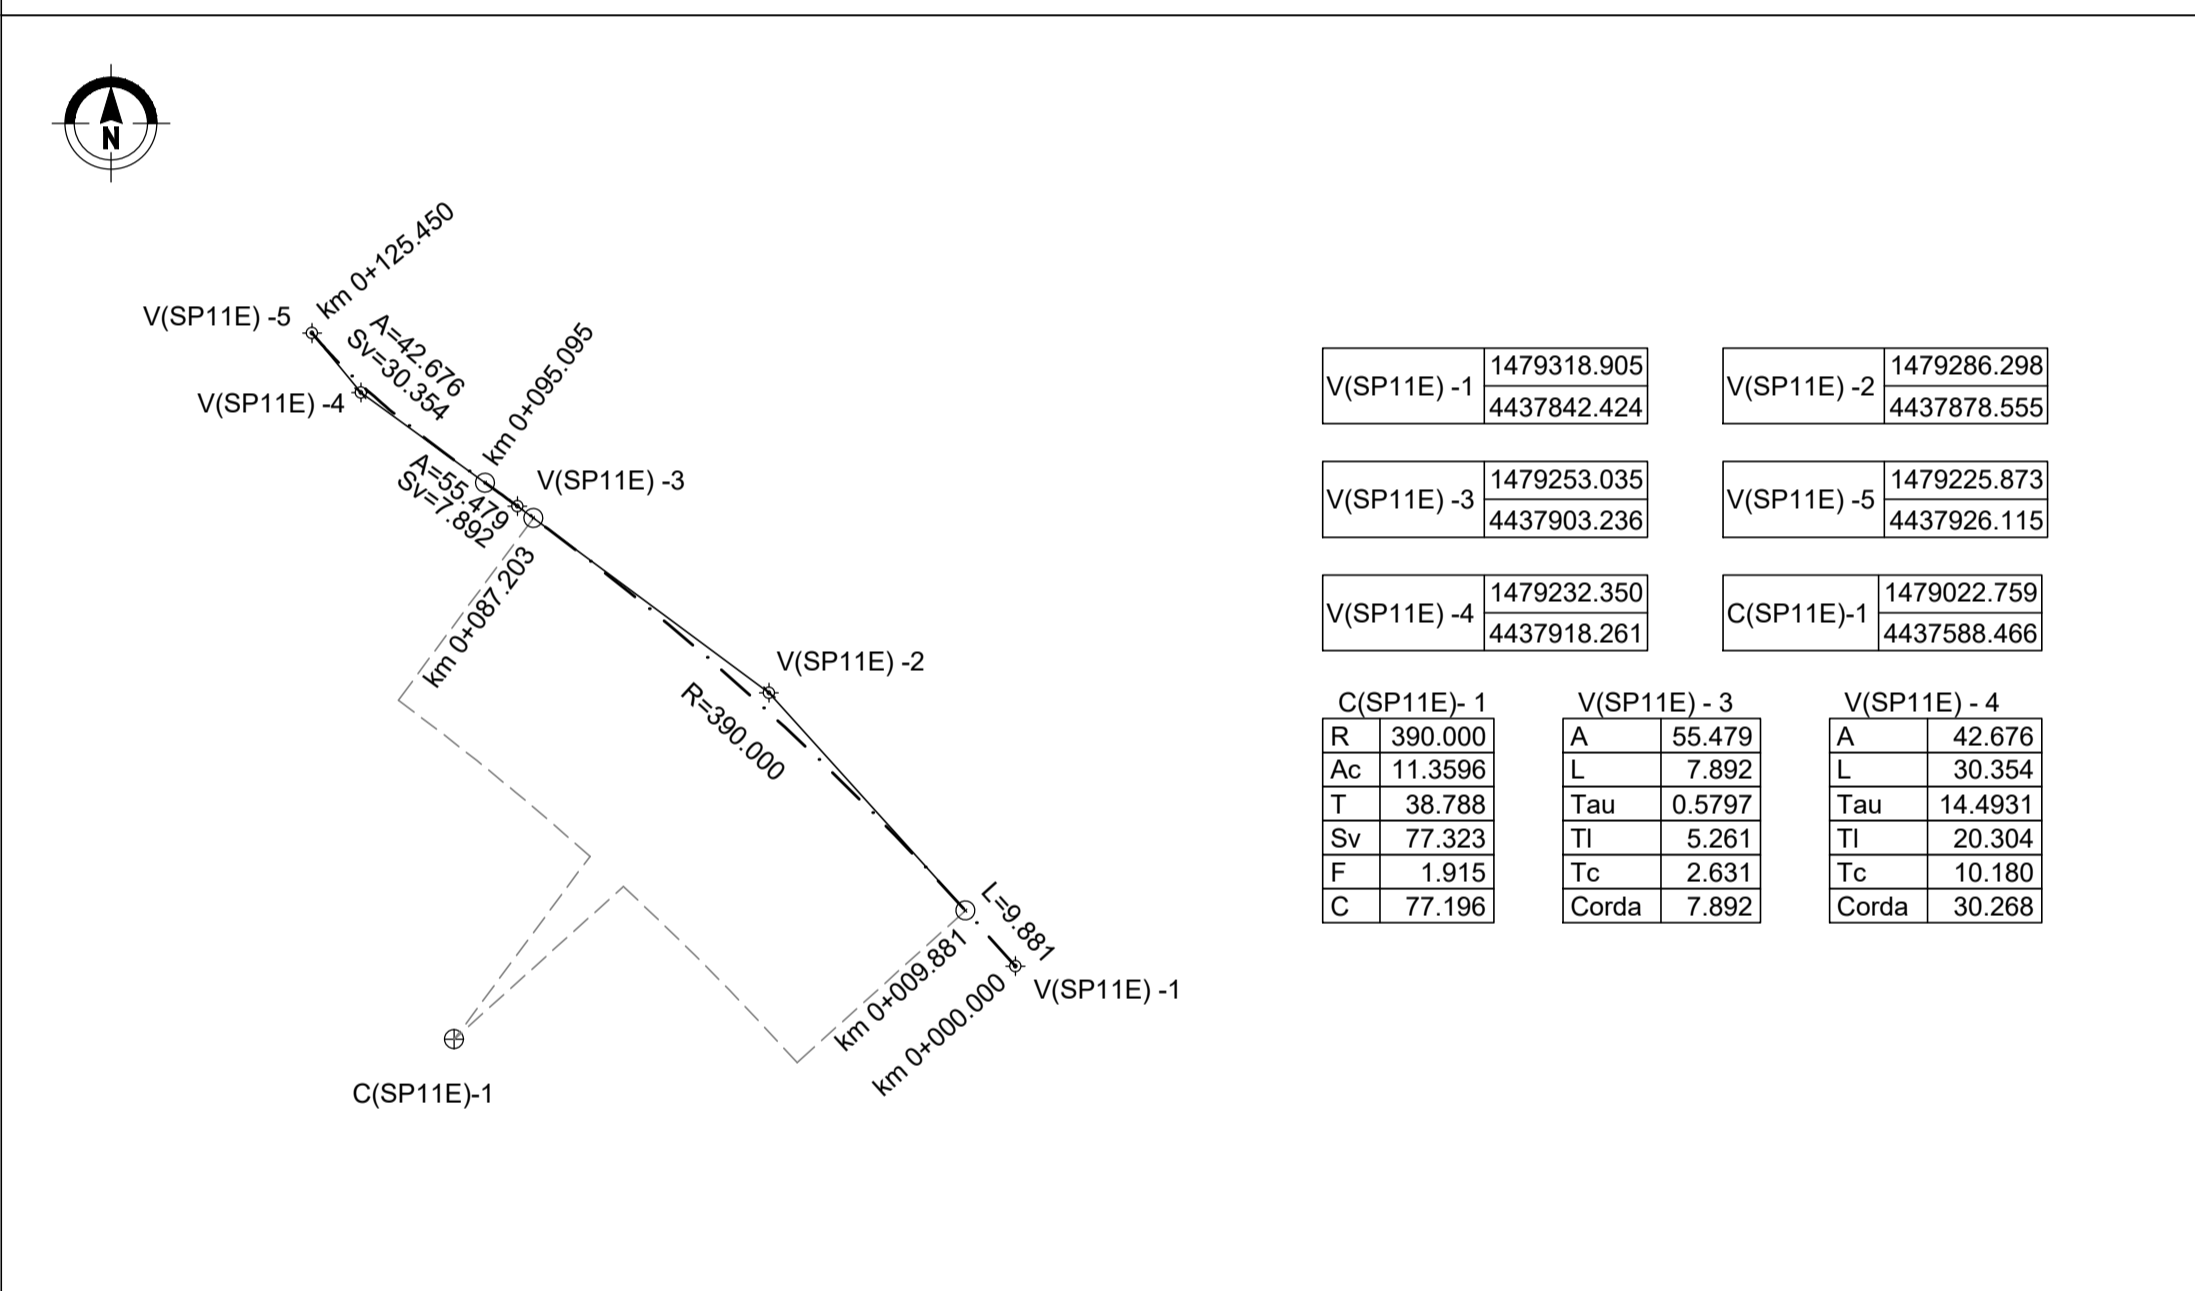 N
km 0+125.450
V(SP11E) -5
A=42.676
Sv=30.354
V(SP11E) -4
km 0+095.095
V(SP11E) -3
A=55.479
Sv=7.892
km 0+087.203
V(SP11E) -2
R=390.000
L=9.881
km 0+009.881
V(SP11E) -1
km 0+000.000
C(SP11E)-1
V(SP11E) -1 1479318.905
4437842.424
V(SP11E) -2 1479286.298
4437878.555
V(SP11E) -3 1479253.035
4437903.236
V(SP11E) -5 1479225.873
4437926.115
V(SP11E) -4 1479232.350
4437918.261
C(SP11E)-1 1479022.759
4437588.466
C(SP11E)- 1
R 390.000
Ac 11.3596
T 38.788
Sv 77.323
F 1.915
C 77.196
V(SP11E) - 3
A 55.479
L 7.892
Tau 0.5797
Tl 5.261
Tc 2.631
Corda 7.892
V(SP11E) - 4
A 42.676
L 30.354
Tau 14.4931
Tl 20.304
Tc 10.180
Corda 30.268